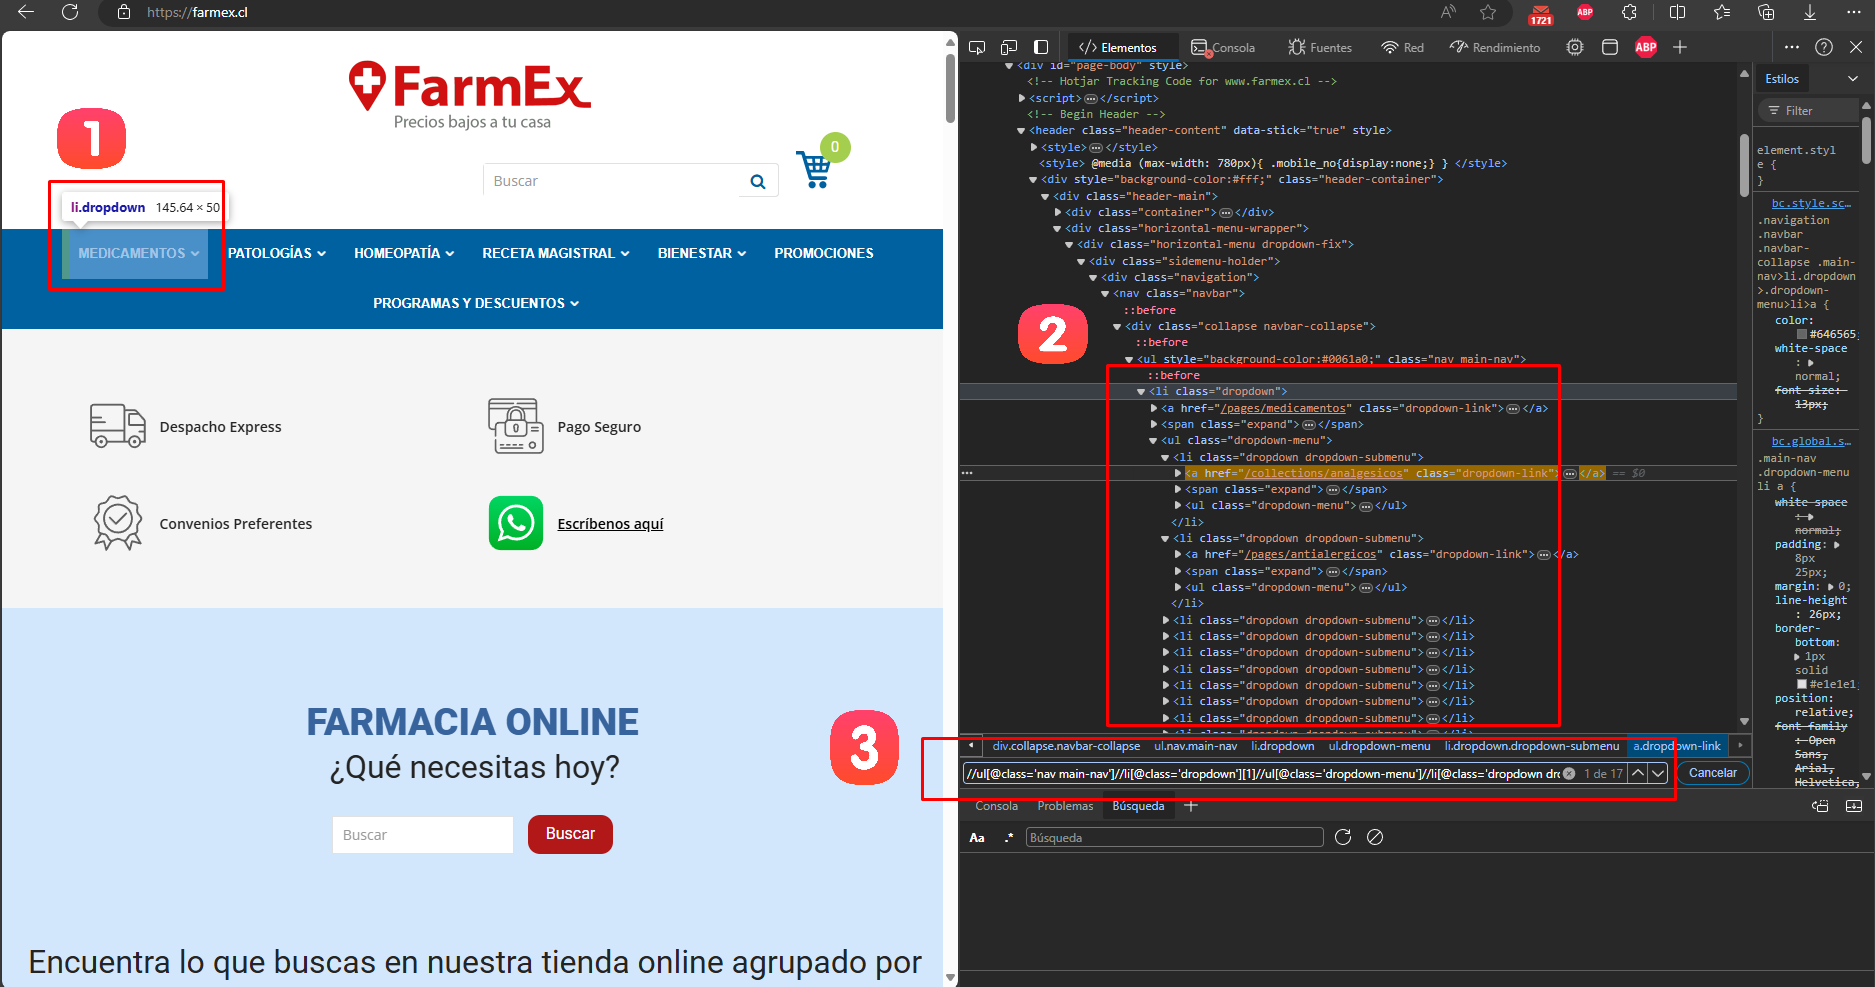 https://farmex.cl
1721
ABP
FarmEx
Precios bajos a tu casa
1
0
Buscar
li.dropdown 145.64 × 50
MEDICAMENTOS
PATOLOGÍAS
HOMEOPATÍA
RECETA MAGISTRAL
BIENESTAR
PROMOCIONES
PROGRAMAS Y DESCUENTOS
Despacho Express
Pago Seguro
Convenios Preferentes
Escríbenos aquí
FARMACIA ONLINE
¿Qué necesitas hoy?
Buscar
Buscar
Encuentra lo que buscas en nuestra tienda online agrupado por
Elementos
Consola
Fuentes
Red
Rendimiento
ABP
<div id="page-body" style>
<!-- Hotjar Tracking Code for www.farmex.cl -->
<script>…</script>
<!-- Begin Header -->
<header class="header-content" data-stick="true" style>
<style>…</style>
<style> @media (max-width: 780px){ .mobile_no{display:none;} } </style>
<div style="background-color:#fff;" class="header-container">
<div class="header-main">
<div class="container">…</div>
<div class="horizontal-menu-wrapper">
<div class="horizontal-menu dropdown-fix">
<div class="sidemenu-holder">
<div class="navigation">
<nav class="navbar">
::before
<div class="collapse navbar-collapse">
::before
<ul style="background-color:#0061a0;" class="nav main-nav">
::before
<li class="dropdown">
<a href="/pages/medicamentos" class="dropdown-link">…</a>
<span class="expand">…</span>
<ul class="dropdown-menu">
<li class="dropdown dropdown-submenu">
<a href="/collections/analgesicos" class="dropdown-link">…</a> == $0
<span class="expand">…</span>
<ul class="dropdown-menu">…</ul>
</li>
<li class="dropdown dropdown-submenu">
<a href="/pages/antialergicos" class="dropdown-link">…</a>
<span class="expand">…</span>
<ul class="dropdown-menu">…</ul>
</li>
<li class="dropdown dropdown-submenu">…</li>
<li class="dropdown dropdown-submenu">…</li>
<li class="dropdown dropdown-submenu">…</li>
<li class="dropdown dropdown-submenu">…</li>
<li class="dropdown dropdown-submenu">…</li>
<li class="dropdown dropdown-submenu">…</li>
<li class="dropdown dropdown-submenu">…</li>
2
3
div.collapse.navbar-collapse
ul.nav.main-nav
li.dropdown
ul.dropdown-menu
li.dropdown.dropdown-submenu
a.dropdown-link
//ul[@class='nav main-nav']//li[@class='dropdown'][1]//ul[@class='dropdown-menu']//li[@class='dropdown dro
1 de 17
Cancelar
Consola
Problemas
Búsqueda
Aa
.*
Búsqueda
Estilos
Filter
element.styl
e {
}
bc.style.sc…
.navigation
.navbar
.navbar-
collapse .main-
nav>li.dropdown
>.dropdown-
menu>li>a {
color:
#646565;
white-space
:
normal;
font-size:
13px;
}
bc.global.s…
.main-nav
.dropdown-menu
li a {
white-space
:
normal;
padding:
8px
25px;
margin: 0;
line-height
: 26px;
border-
bottom:
1px
solid
#e1e1e1;
position:
relative;
font-family
: Open
Sans,
Arial,
Helvetica,